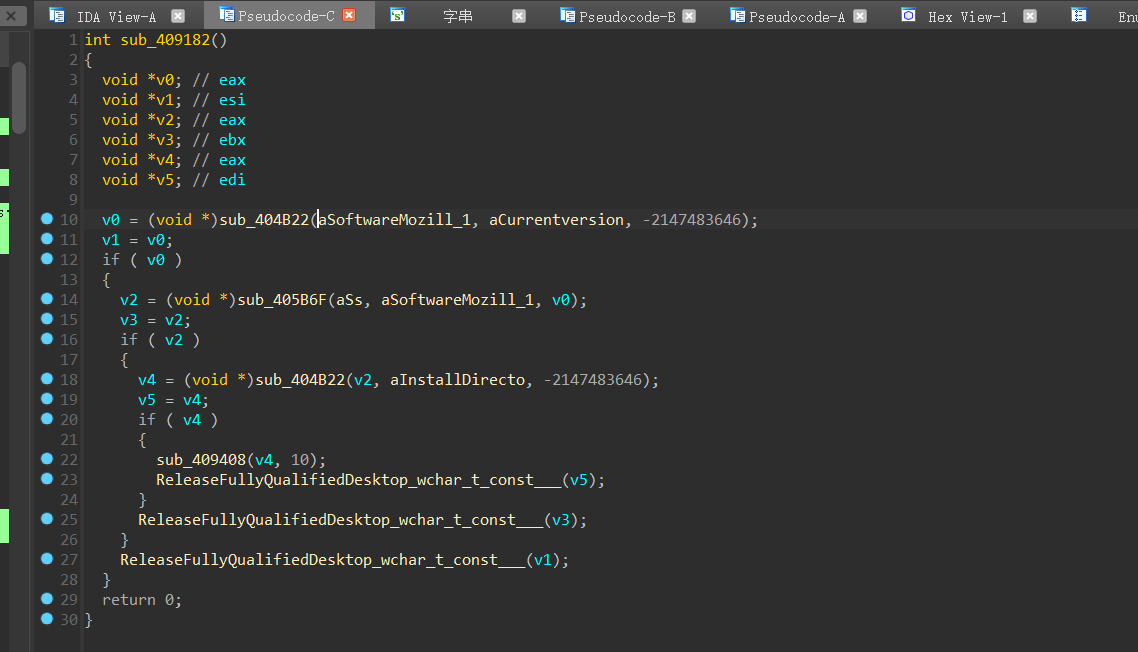 IDA View-A Pseudocode-C 字串 Pseudocode-B Pseudocode-A Hex View-1 Enu
1 int sub_409182()
2 {
3 void *v0; // eax
4 void *v1; // esi
5 void *v2; // eax
6 void *v3; // ebx
7 void *v4; // eax
8 void *v5; // edi
9
10 v0 = (void *)sub_404B22(aSoftwareMozill_1, aCurrentversion, -2147483646);
11 v1 = v0;
12 if ( v0 )
13 {
14 v2 = (void *)sub_405B6F(aSs, aSoftwareMozill_1, v0);
15 v3 = v2;
16 if ( v2 )
17 {
18 v4 = (void *)sub_404B22(v2, aInstallDirecto, -2147483646);
19 v5 = v4;
20 if ( v4 )
21 {
22 sub_409408(v4, 10);
23 ReleaseFullyQualifiedDesktop_wchar_t_const___(v5);
24 }
25 ReleaseFullyQualifiedDesktop_wchar_t_const___(v3);
26 }
27 ReleaseFullyQualifiedDesktop_wchar_t_const___(v1);
28 }
29 return 0;
30 }